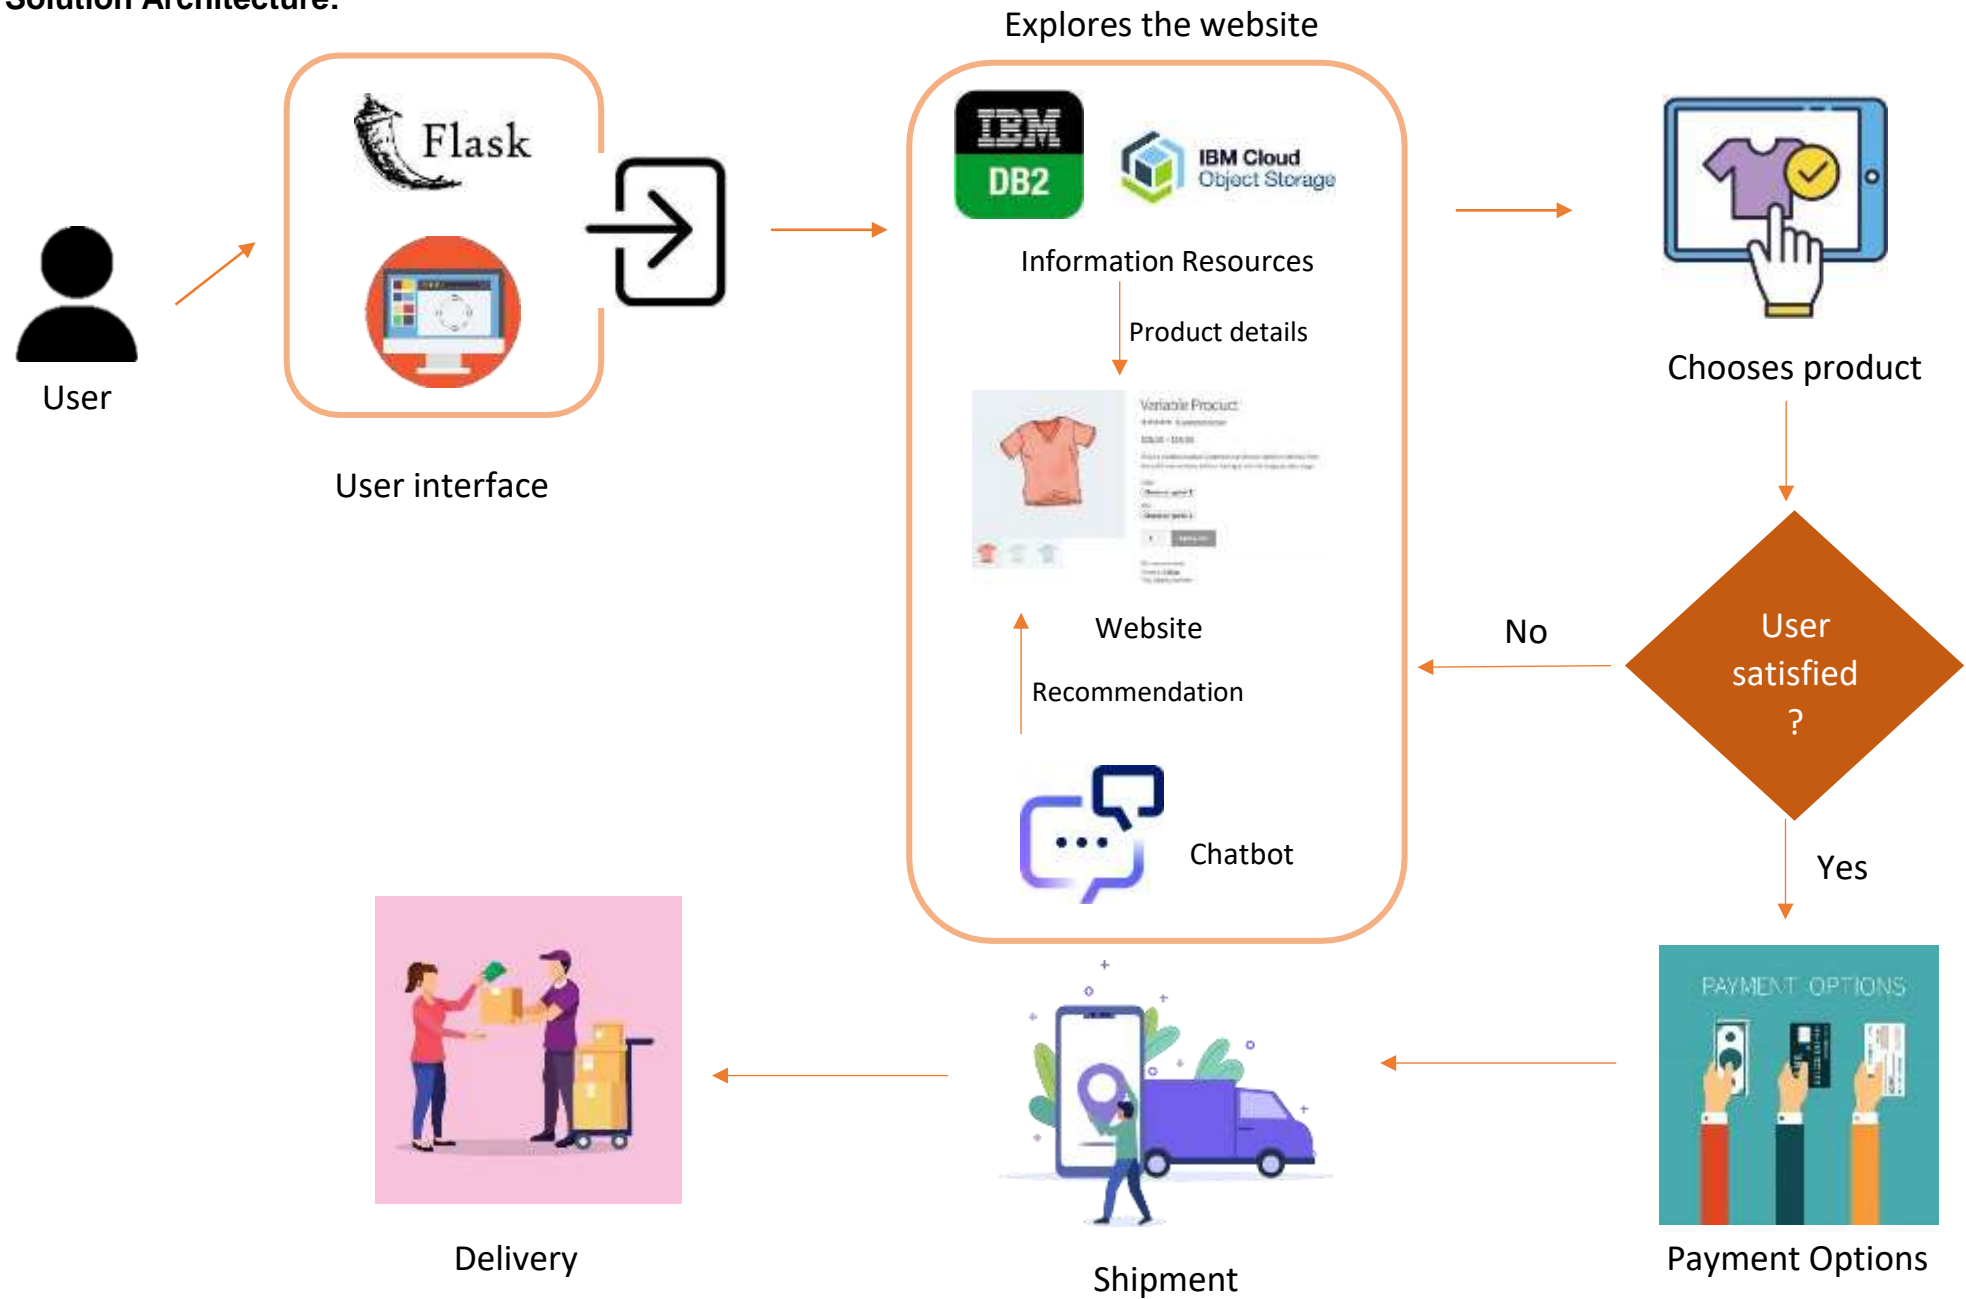 Solution Architecture:
Explores the website
Flask
IBM
DB2
IBM Cloud
Object Storage
Information Resources
Product details
User
User interface
Chooses product
Variable Product
Website
No
User
satisfied
?
Recommendation
Chatbot
Yes
PAYMENT OPTIONS
Delivery
Shipment
Payment Options